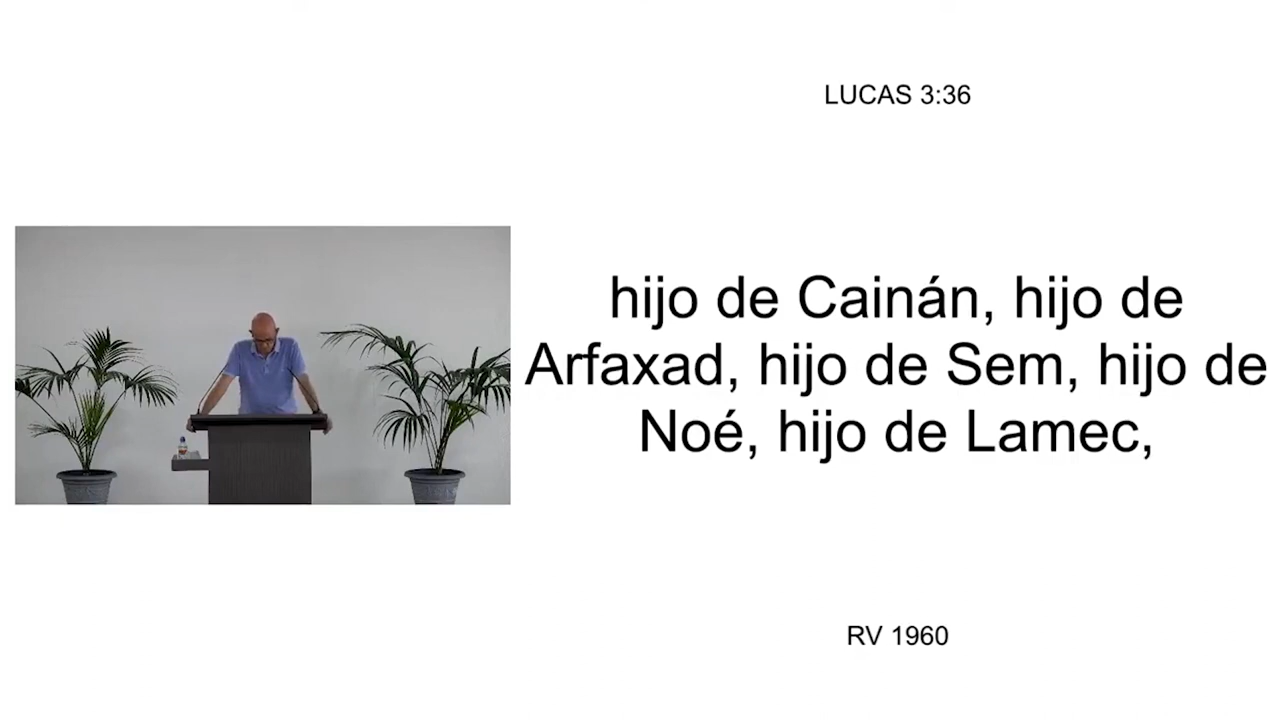 LUCAS 3:36
hijo de Cainán, hijo de
Arfaxad, hijo de Sem, hijo de
Noé, hijo de Lamec,
RV 1960